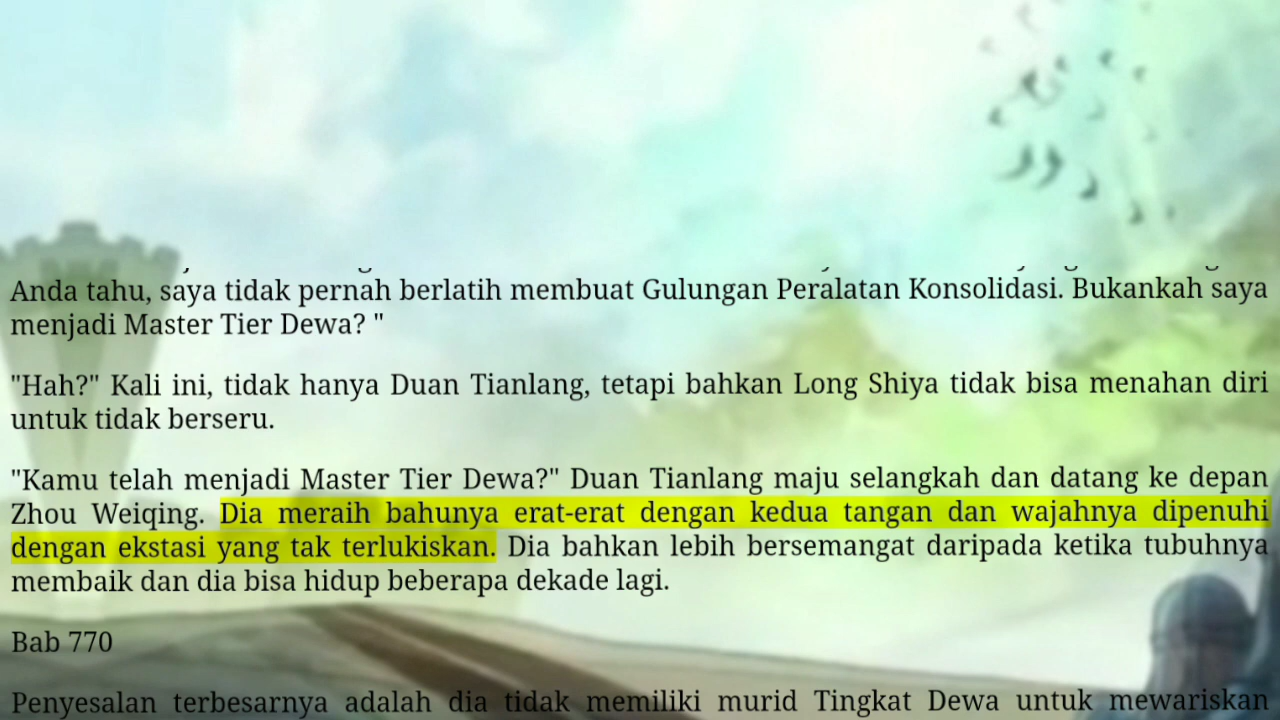 Anda tahu, saya tidak pernah berlatih membuat Gulungan Peralatan Konsolidasi. Bukankah saya
menjadi Master Tier Dewa? "
"Hah?" Kali ini, tidak hanya Duan Tianlang, tetapi bahkan Long Shiya tidak bisa menahan diri
untuk tidak berseru.
"Kamu telah menjadi Master Tier Dewa?" Duan Tianlang maju selangkah dan datang ke depan
Zhou Weiqing. Dia meraih bahunya erat-erat dengan kedua tangan dan wajahnya dipenuhi
dengan ekstasi yang tak terlukiskan. Dia bahkan lebih bersemangat daripada ketika tubuhnya
membaik dan dia bisa hidup beberapa dekade lagi.
Bab 770
Penyesalan terbesarnya adalah dia tidak memiliki murid Tingkat Dewa untuk mewariskan